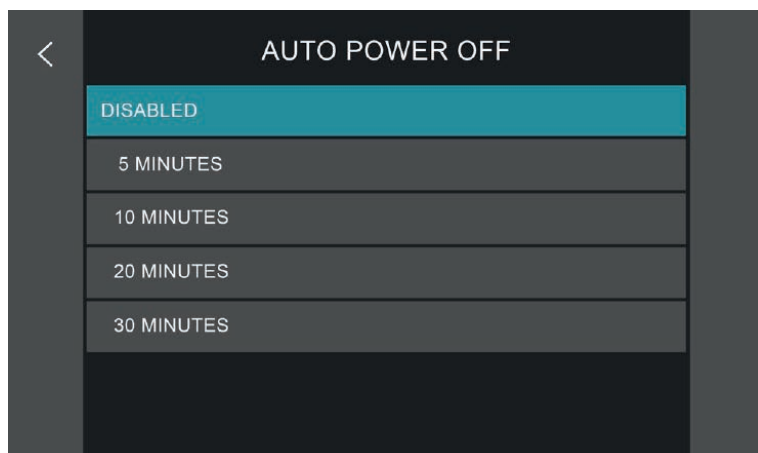 AUTO POWER OFF
DISABLED
5 MINUTES
10 MINUTES
20 MINUTES
30 MINUTES